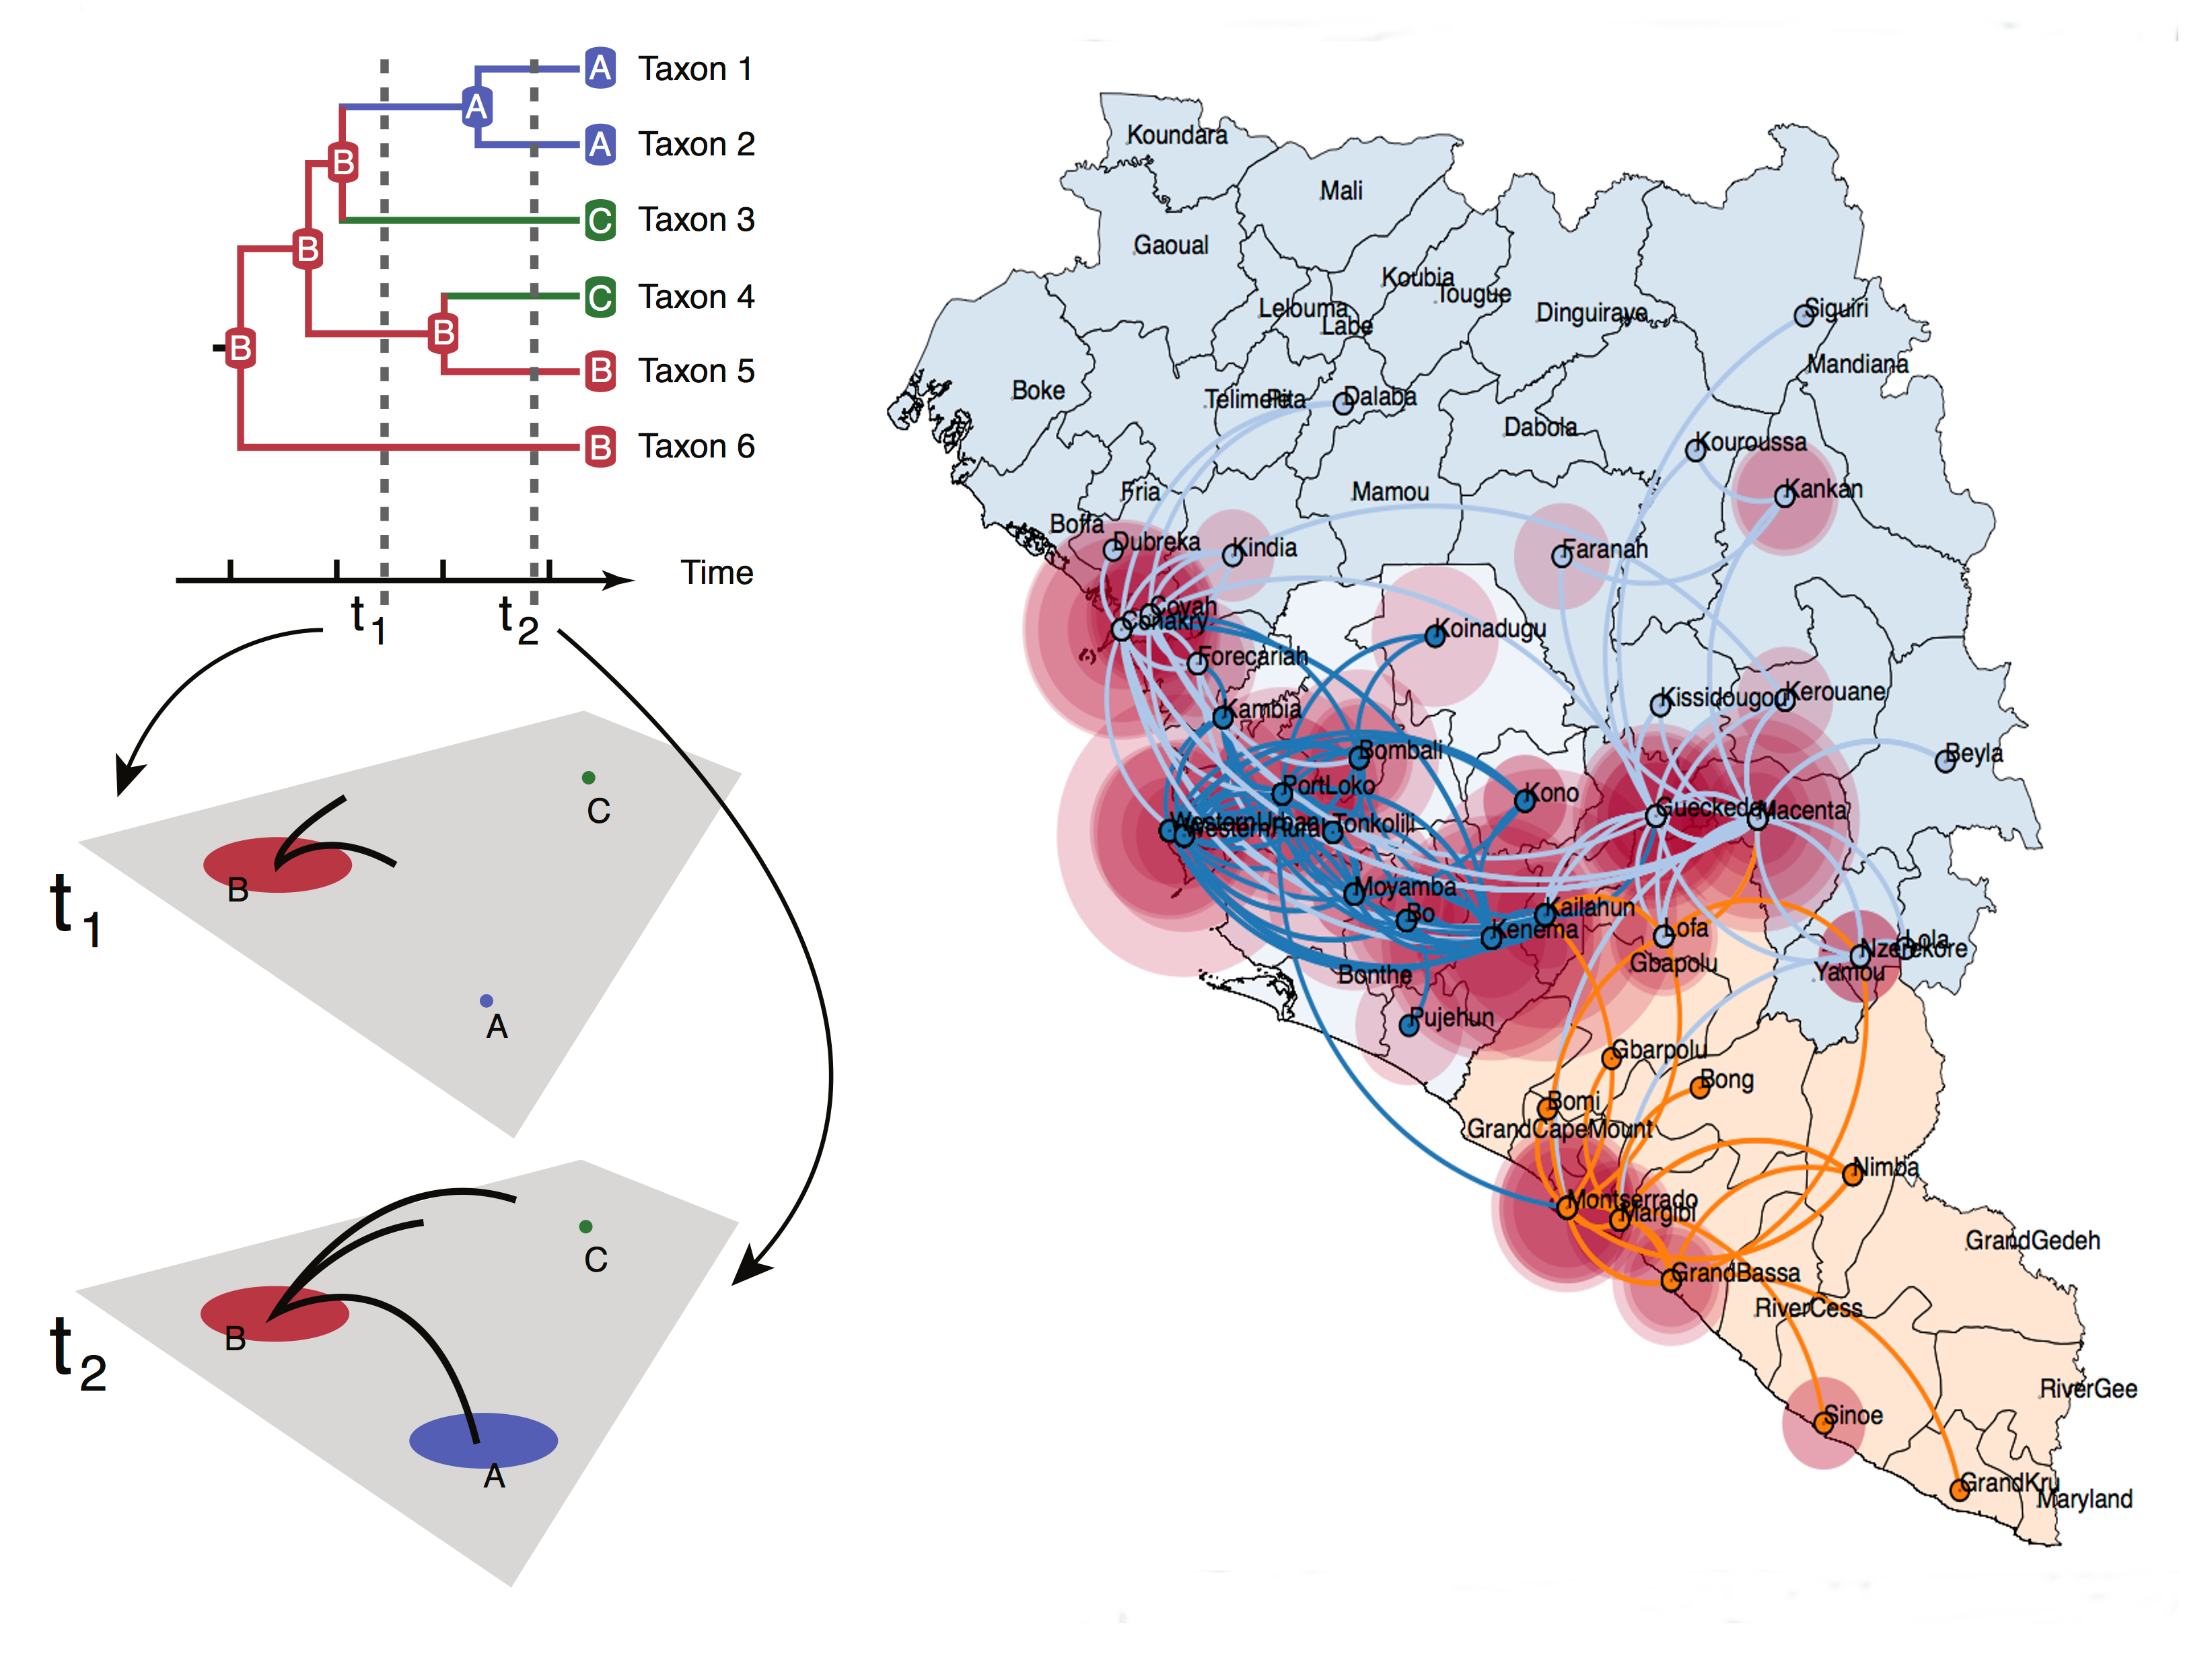 A Taxon 1
A
A Taxon 2
B
C Taxon 3
B
C Taxon 4
B
B
B Taxon 5
B Taxon 6
Time
t1 t2
t1
C
B
A
t2
C
B
A
Koundara
Mali
Gaoual
Koubia
Tougue
Lelouma
Labe
Dinguiraye
Siguiri
Mandiana
Boke
Telimele
Pita
Dalaba
Dabola
Kouroussa
Kankan
Fria
Mamou
Boffa
Dubreka
Kindia
Faranah
Coyah
Conakry
Koinadugu
Forecariah
Kissidougou
Kerouane
Kambia
Bombali
Beyla
PortLoko
Kono
Gueckedou
Macenta
WesternUrban
WesternRural
Tonkolili
Moyamba
Bo
Kailahun
Kenema
Lofa
Lola
Nzerekore
Gbapolu
Yamou
Bonthe
Pujehun
Gbarpolu
Bong
Bomi
GrandCapeMount
Nimba
Montserrado
Margibi
GrandGedeh
GrandBassa
RiverCess
RiverGee
Sinoe
GrandKru
Maryland